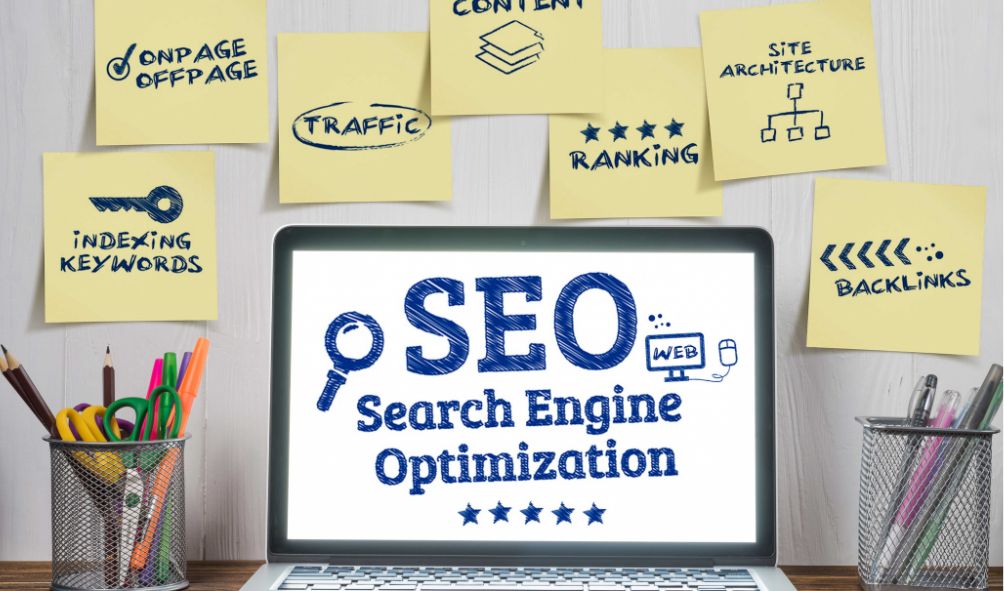 CONTENT
ONPAGE
OFFPAGE
TRAFFIC
RANKING
SITE
ARCHITECTURE
INDEXING
KEYWORDS
BACKLINKS
SEO
WEB
Search Engine
Optimization